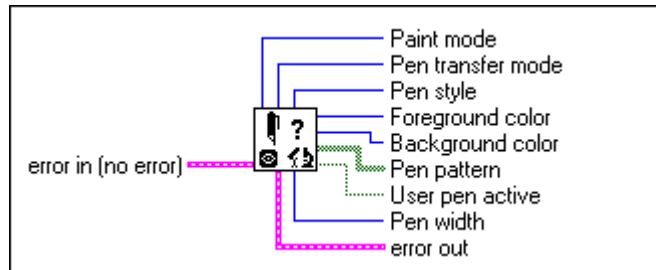 Paint mode
Pen transfer mode
Pen style
Foreground color
?
Background color
error in (no error)
Pen pattern
User pen active
Pen width
error out